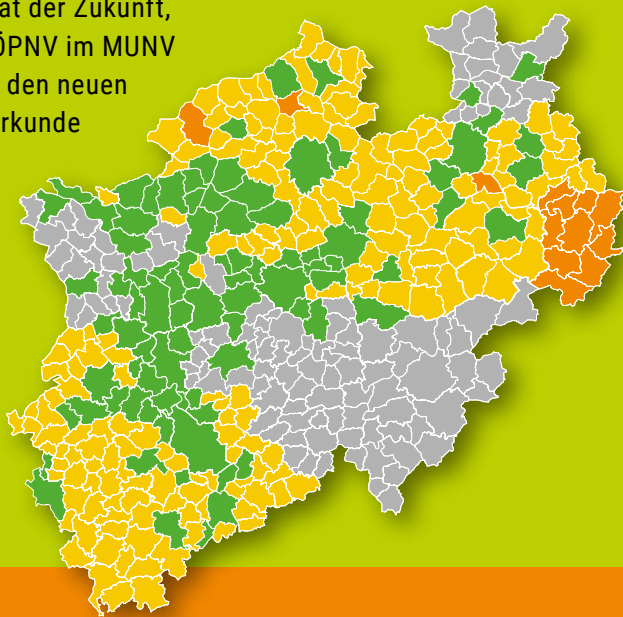 at der Zukunft,
ÖPNV im MUNV
den neuen
rkunde